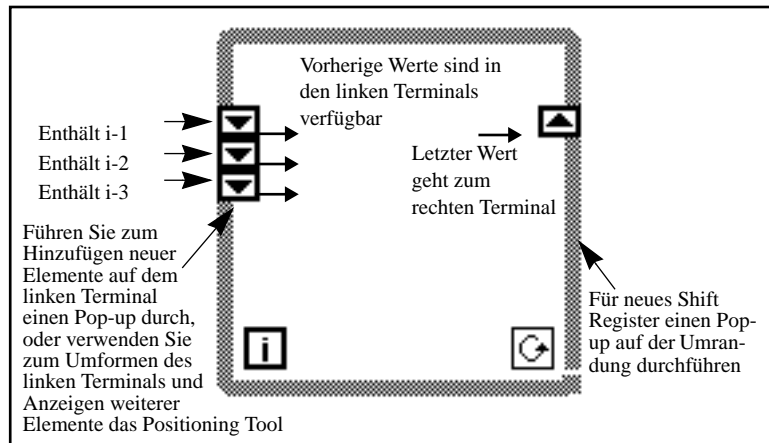 Vorherige Werte sind in
den linken Terminals
verfügbar
Enthält i-1
Enthält i-2
Enthält i-3
Letzter Wert
geht zum
rechten Terminal
Führen Sie zum
Hinzufügen neuer
Elemente auf dem
linken Terminal
einen Pop-up durch,
oder verwenden Sie
zum Umformen des
linken Terminals und
Anzeigen weiterer
Elemente das Positioning Tool
i
Für neues Shift
Register einen Pop-
up auf der Umran-
dung durchführen